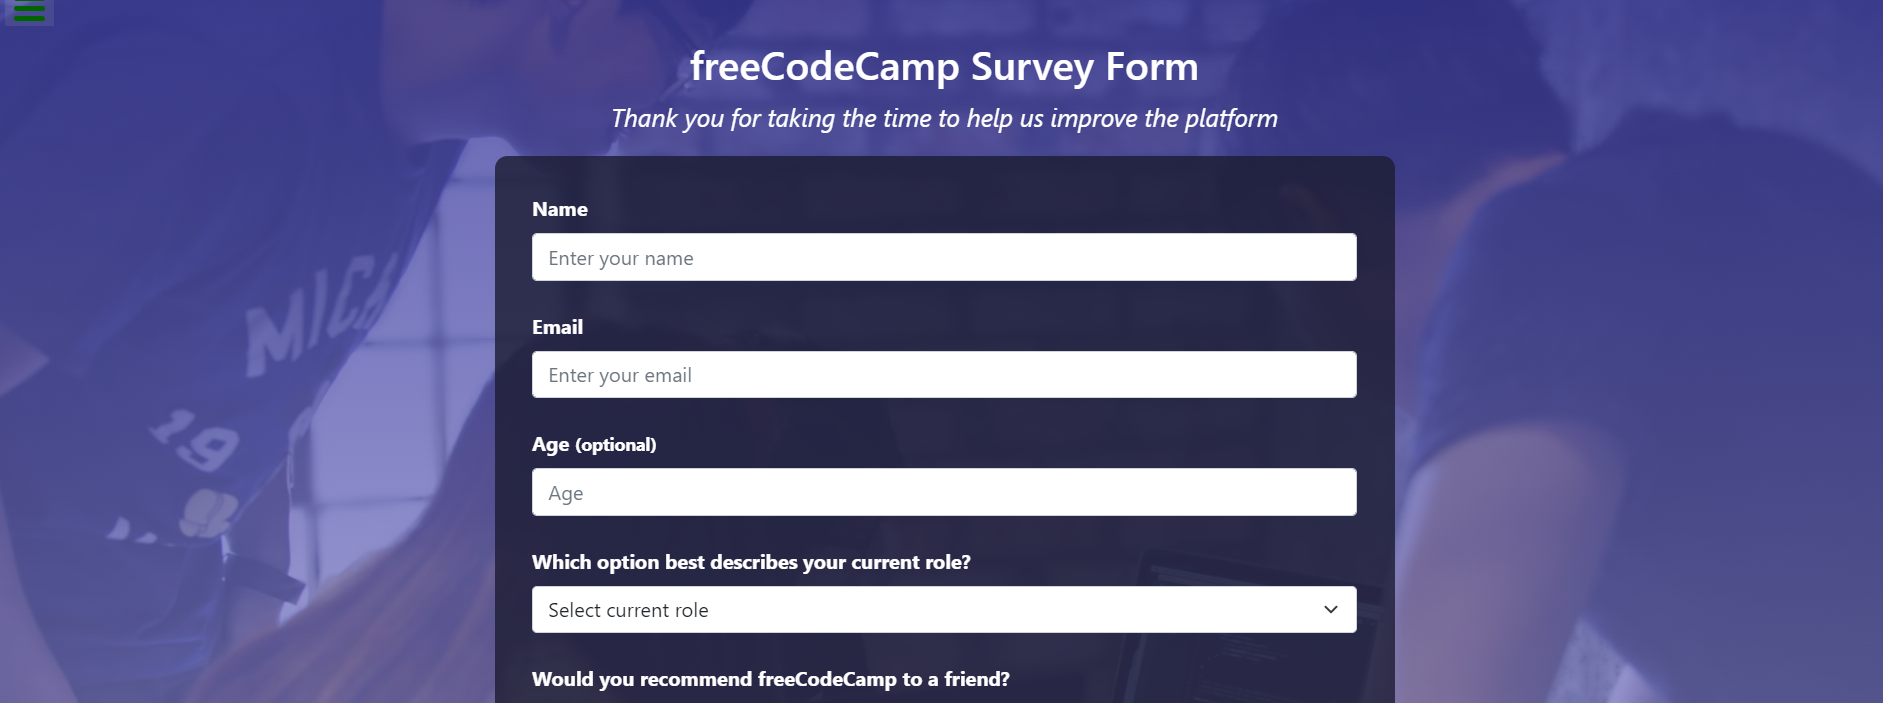 freeCodeCamp Survey Form
Thank you for taking the time to help us improve the platform
Name
Enter your name
Email
Enter your email
Age (optional)
Age
Which option best describes your current role?
Select current role
Would you recommend freeCodeCamp to a friend?
MICH
19